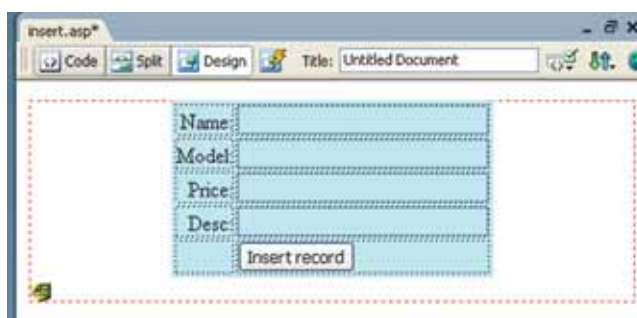 insert.asp*
Code Split Design Title: Untitled Document
Name:
Model:
Price:
Desc:
Insert record